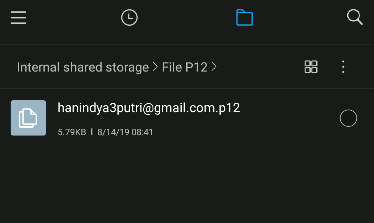 Internal shared storage > File P12 >
hanindya3putri@gmail.com.p12
5.79KB | 8/14/19 08:41